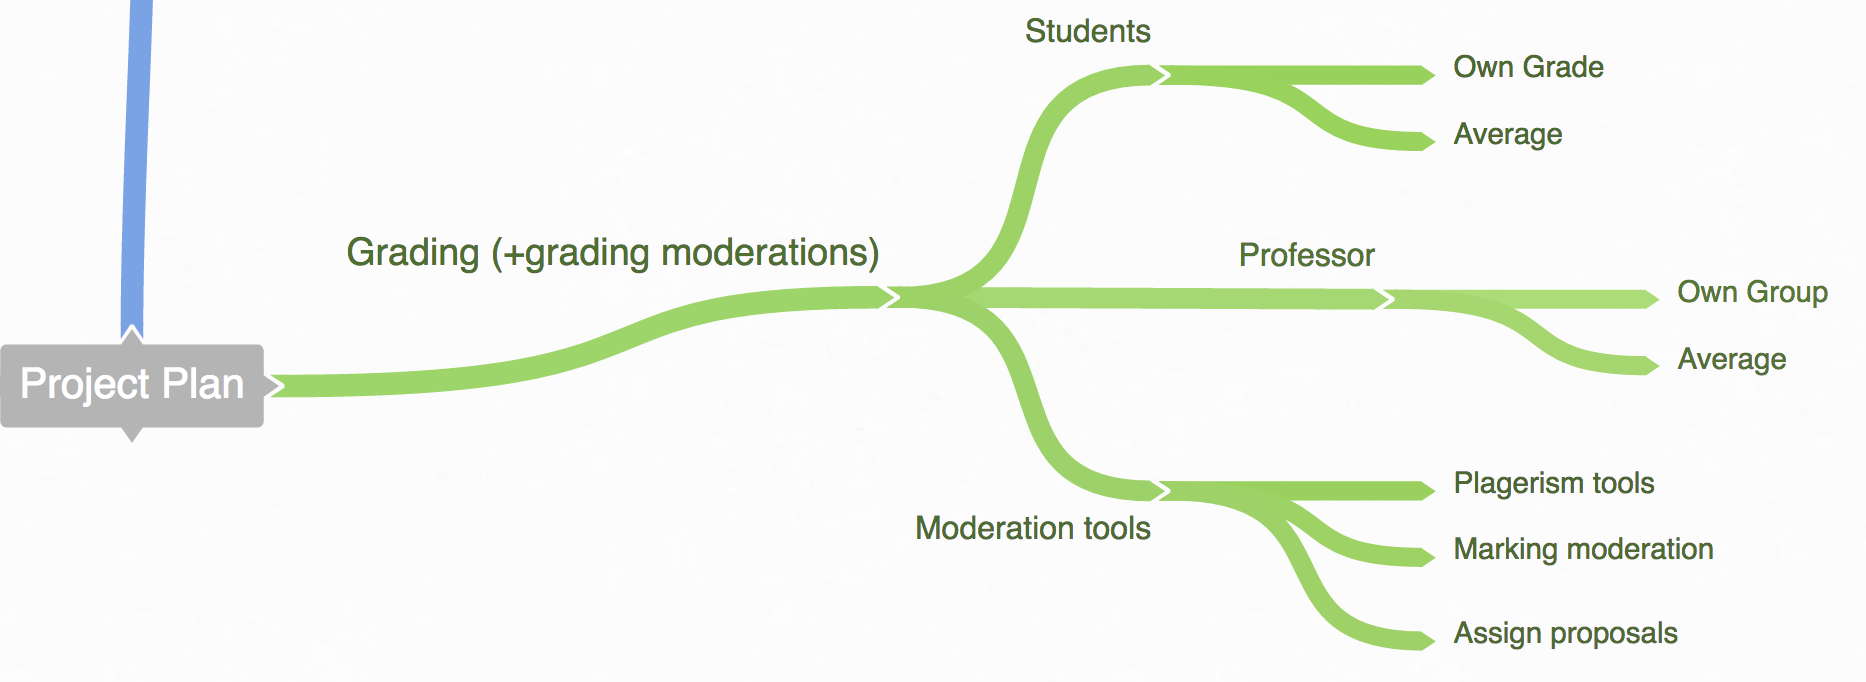 Students
Own Grade
Average
Grading (+grading moderations)
Professor
Own Group
Average
Project Plan
Plagerism tools
Moderation tools
Marking moderation
Assign proposals